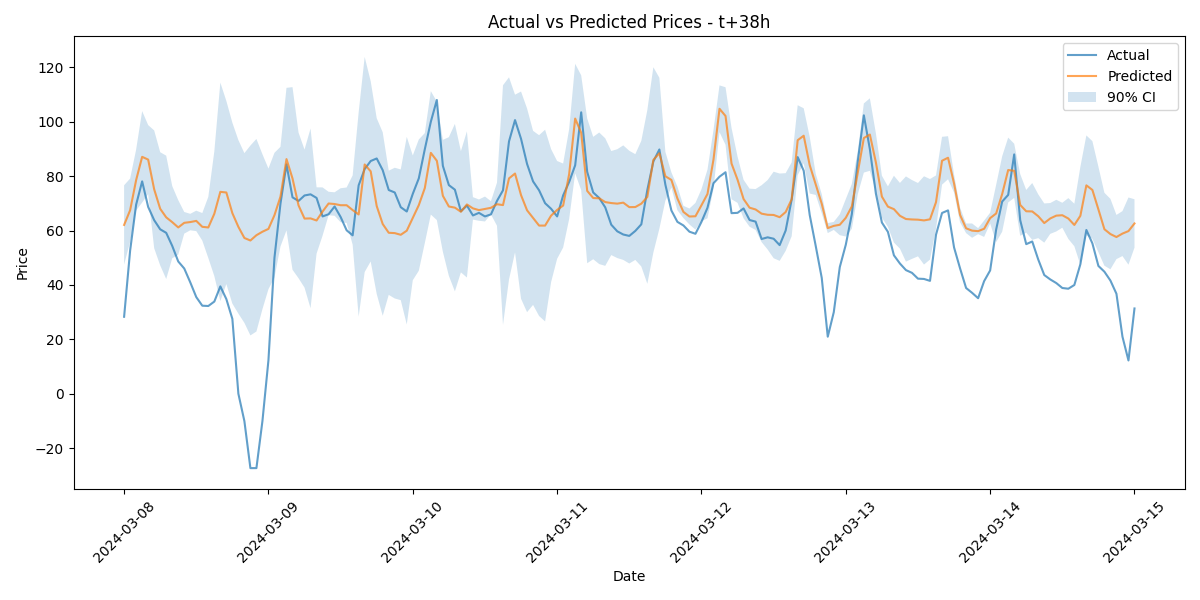 Actual vs Predicted Prices - t+38h
Actual
Predicted
90% CI
Price
120
100
80
60
40
20
0
−20
2024-03-08
2024-03-09
2024-03-10
2024-03-11
2024-03-12
2024-03-13
2024-03-14
2024-03-15
Date